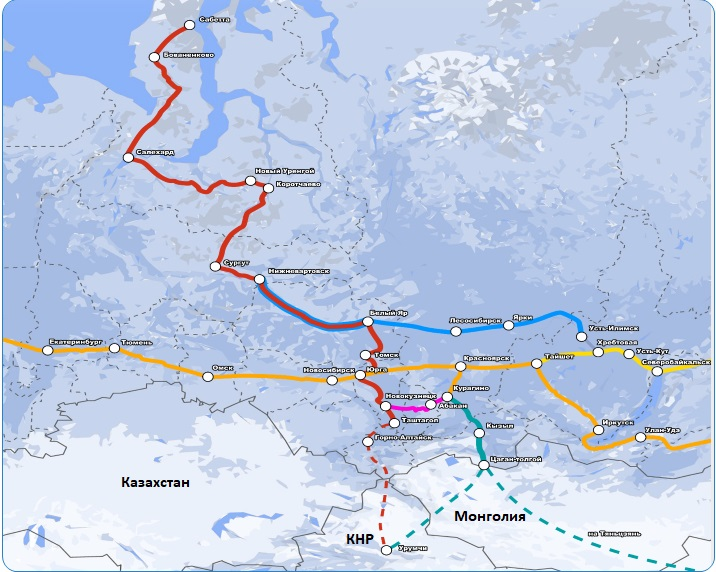 Сабетта
Бованенково
Салехард
Новый Уренгой
Коротчаево
Сургут
Нижневартовск
Белый Яр
Лесосибирск
Ярки
Усть-Илимск
Хребтовая
Екатеринбург
Тюмень
Усть-Кут
Томск
Красноярск
Тайшет
Северобайкальск
Омск
Новосибирск
Юрга
Новокузнецк
Курагино
Абакан
Таштагол
Иркутск
Кызым
Улан-Удэ
Горно-Алтайск
Цаган-толгой
Казахстан
Монголия
на Тяньцзянь
КНР
Урумчи